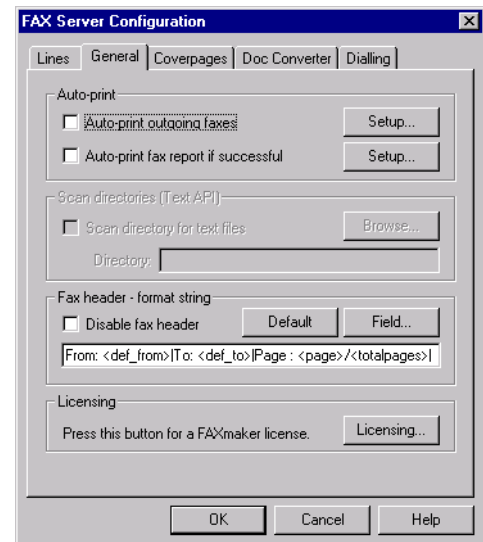 FAX Server Configuration
Lines General Coverpages Doc Converter Dialling
Auto-print
Auto-print outgoing faxes Setup...
Auto-print fax report if successful Setup...
Scan directories (Text API)
Scan directory for text files Browse...
Directory:
Fax header - format string
Disable fax header Default Field...
From: <def_from>|To: <def_to>|Page : <page>/<totalpages>|
Licensing
Press this button for a FAXmaker license. Licensing...
OK Cancel Help